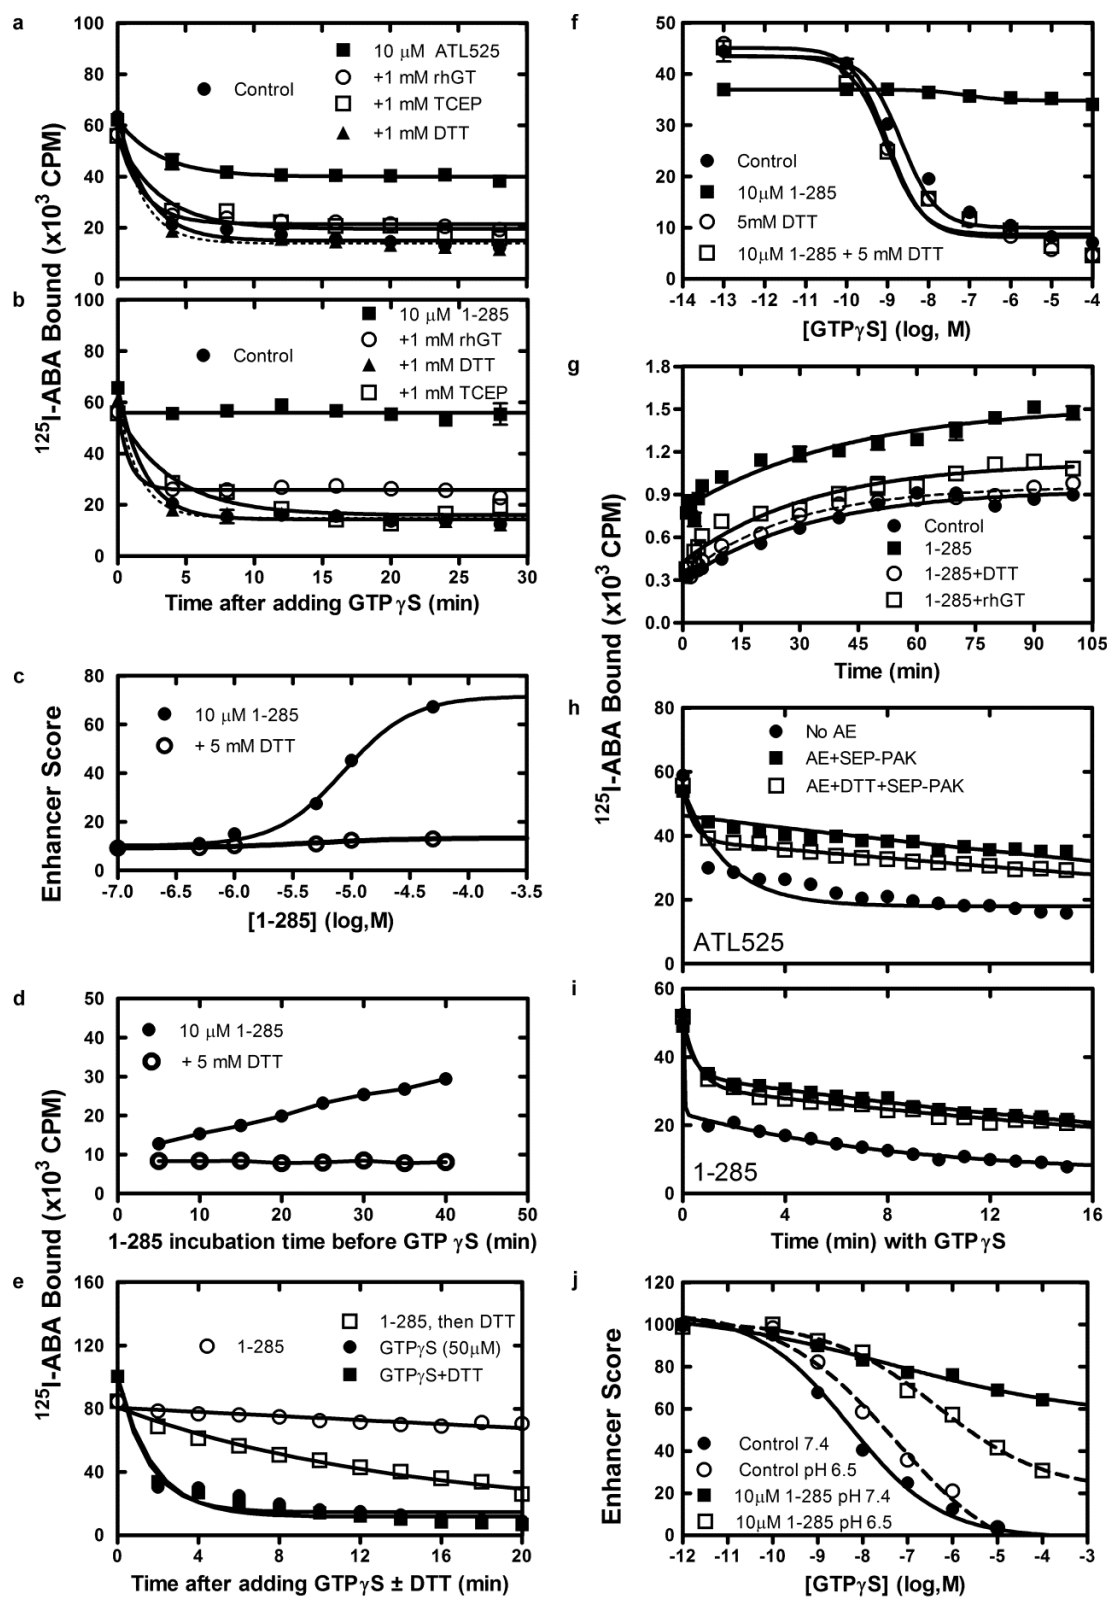 a
100
80
60
40
20
0
Control
10 μM ATL525
+1 mM rhGT
+1 mM TCEP
+1 mM DTT
b
100
80
60
40
20
0
Control
10 μM 1-285
+1 mM rhGT
+1 mM DTT
+1 mM TCEP
0 5 10 15 20 25 30
Time after adding GTPγS (min)
125I-ABA Bound (x10³ CPM)
c
80
60
40
20
0
10 μM 1-285
+ 5 mM DTT
-7.0 -6.5 -6.0 -5.5 -5.0 -4.5 -4.0 -3.5
[1-285] (log,M)
Enhancer Score
d
50
40
30
20
10
0
10 μM 1-285
+ 5 mM DTT
0 10 20 30 40 50
1-285 incubation time before GTPγS (min)
125I-ABA Bound (x10³ CPM)
e
160
120
80
40
0
1-285
1-285, then DTT
GTPγS (50μM)
GTPγS+DTT
0 4 8 12 16 20
Time after adding GTPγS ± DTT (min)
f
50
40
30
20
10
0
Control
10μM 1-285
5mM DTT
10μM 1-285 + 5 mM DTT
-14 -13 -12 -11 -10 -9 -8 -7 -6 -5 -4
[GTPγS] (log, M)
g
1.8
1.5
1.2
0.9
0.6
0.3
0.0
Control
1-285
1-285+DTT
1-285+rhGT
0 15 30 45 60 75 90 105
Time (min)
125I-ABA Bound (x10³ CPM)
h
80
60
40
20
0
No AE
AE+SEP-PAK
AE+DTT+SEP-PAK
ATL525
i
60
40
20
0
1-285
0 4 8 12 16
Time (min) with GTPγS
j
120
100
80
60
40
20
0
Control 7.4
Control pH 6.5
10μM 1-285 pH 7.4
10μM 1-285 pH 6.5
-12 -11 -10 -9 -8 -7 -6 -5 -4 -3
[GTPγS] (log,M)
Enhancer Score